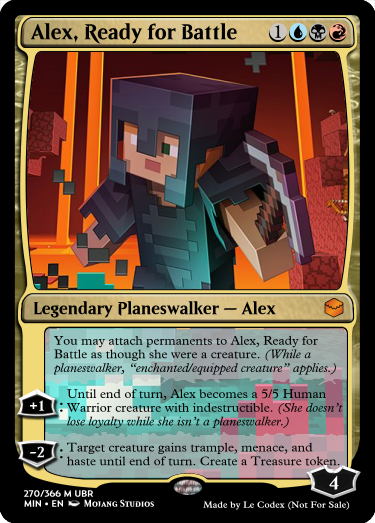 Alex, Ready for Battle 1
Legendary Planeswalker — Alex
You may attach permanents to Alex, Ready for
Battle as though she were a creature. (While a
planeswalker, “enchanted/equipped creature” applies.)
+1: Until end of turn, Alex becomes a 5/5 Human
Warrior creature with indestructible. (She doesn’t
lose loyalty while she isn’t a planeswalker.)
-2: Target creature gains trample, menace, and
haste until end of turn. Create a Treasure token.
4
270/366 M UBR
MIN • EN Mojang Studios
Made by Le Codex (Not For Sale)